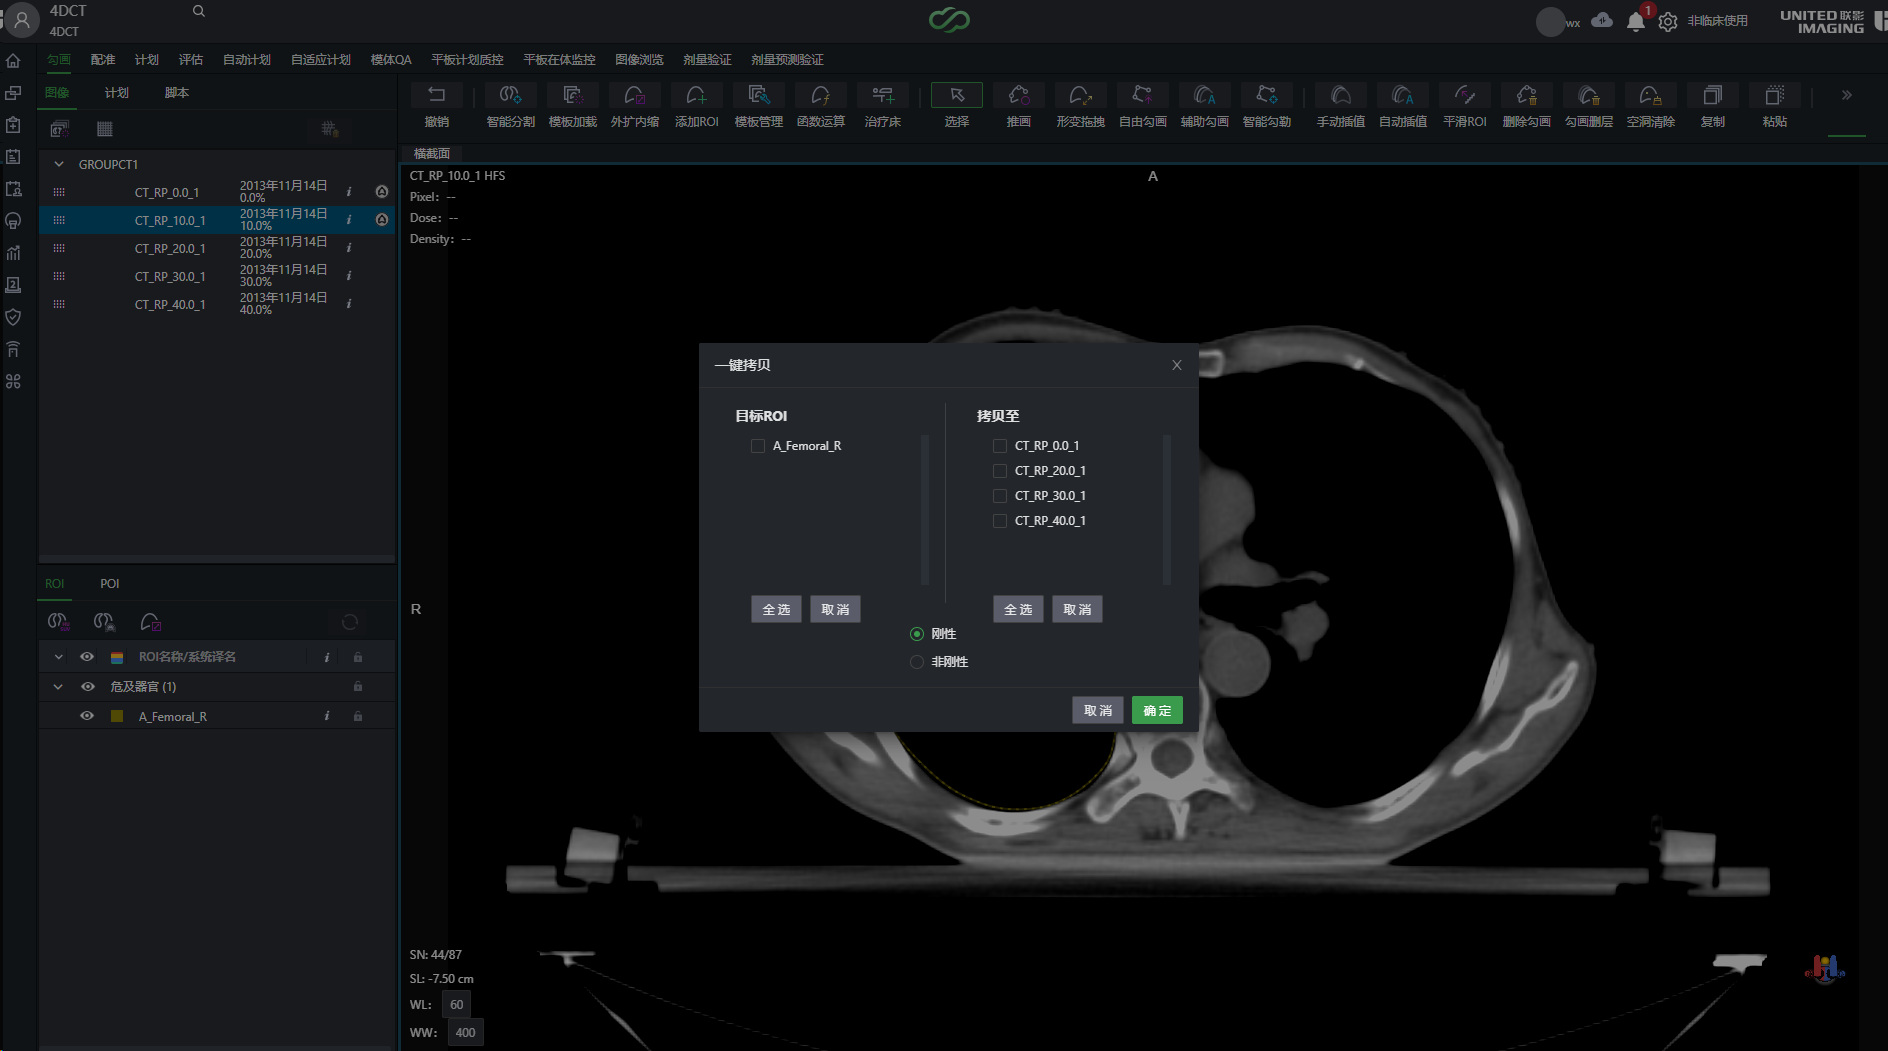 4DCT
4DCT
wx
1
非临床使用
UNITED 联影
IMAGING
勾画 配准 计划 评估 自动计划 自适应计划 模体QA 平板计划质控 平板在体监控 图像浏览 剂量验证 剂量预测验证
图像 计划 脚本
撤销 智能分割 模板加载 外扩内缩 添加ROI 模板管理 函数运算 治疗床 选择 推画 形变拖拽 自由勾画 辅助勾画 智能勾勒 手动插值 自动插值 平滑ROI 删除勾画 勾画删层 空洞清除 复制 粘贴
GROUPCT1
CT_RP_0.0_1 2013年11月14日 0.0%
CT_RP_10.0_1 2013年11月14日 10.0%
CT_RP_20.0_1 2013年11月14日 20.0%
CT_RP_30.0_1 2013年11月14日 30.0%
CT_RP_40.0_1 2013年11月14日 40.0%
ROI POI
ROI名称/系统译名
危及器官 (1)
A_Femoral_R
横截面
CT_RP_10.0_1 HFS
Pixel: --
Dose: --
Density: --
A
R
一键拷贝
目标ROI
A_Femoral_R
全选 取消
拷贝至
CT_RP_0.0_1
CT_RP_20.0_1
CT_RP_30.0_1
CT_RP_40.0_1
全选 取消
刚性
非刚性
取消 确定
SN: 44/87
SL: -7.50 cm
WL: 60
WW: 400